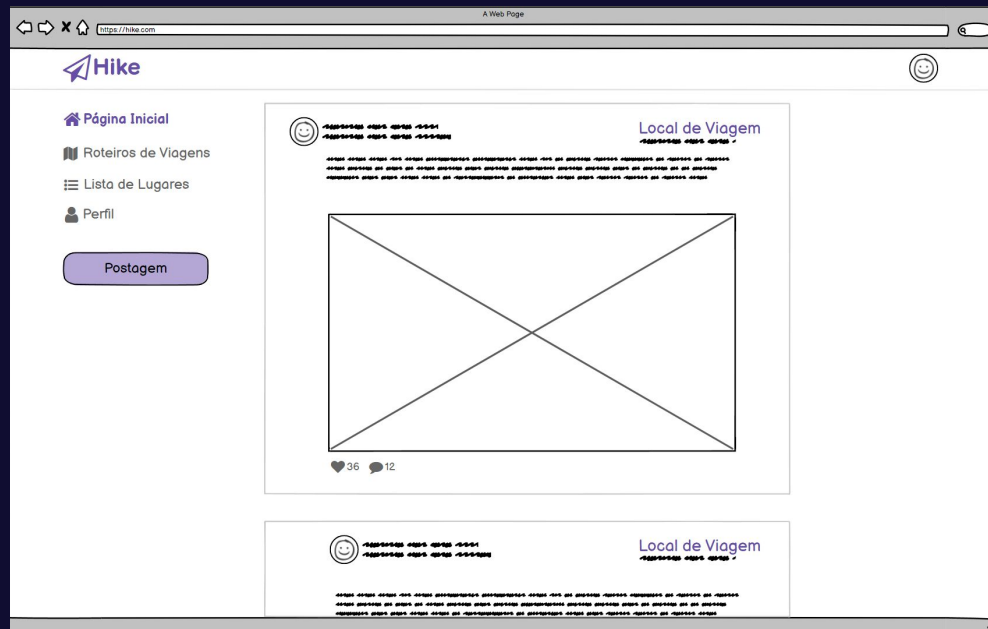 A Web Page
https://hike.com
Hike
Página Inicial
Roteiros de Viagens
Lista de Lugares
Perfil
Postagem
Local de Viagem
36 12
Local de Viagem